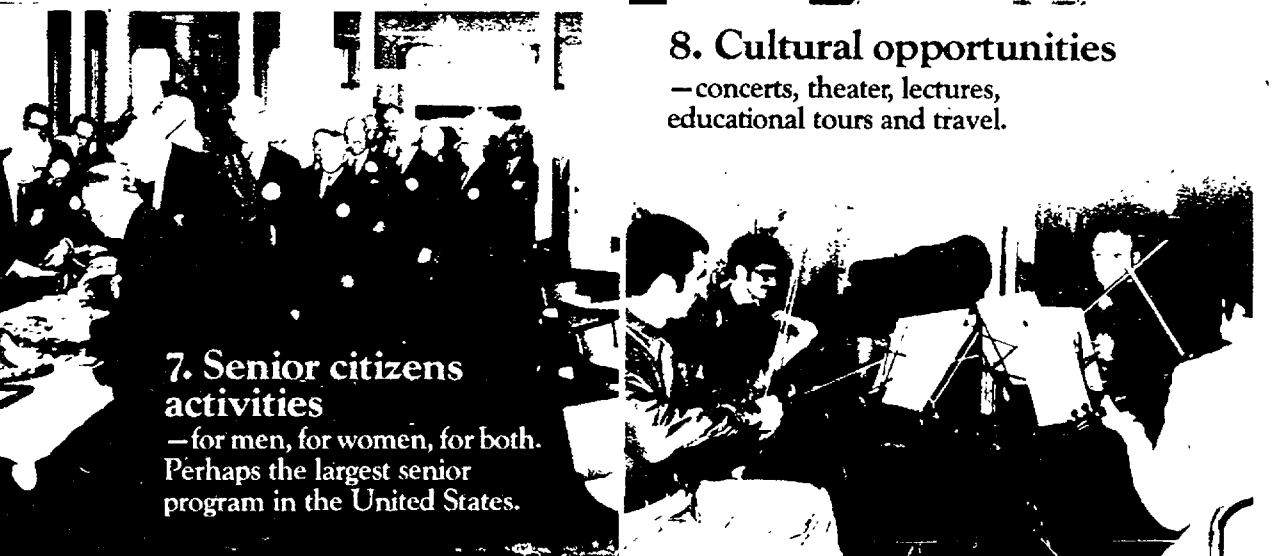 7. Senior citizens
activities
—for men, for women, for both.
Perhaps the largest senior
program in the United States.
8. Cultural opportunities
—concerts, theater, lectures,
educational tours and travel.